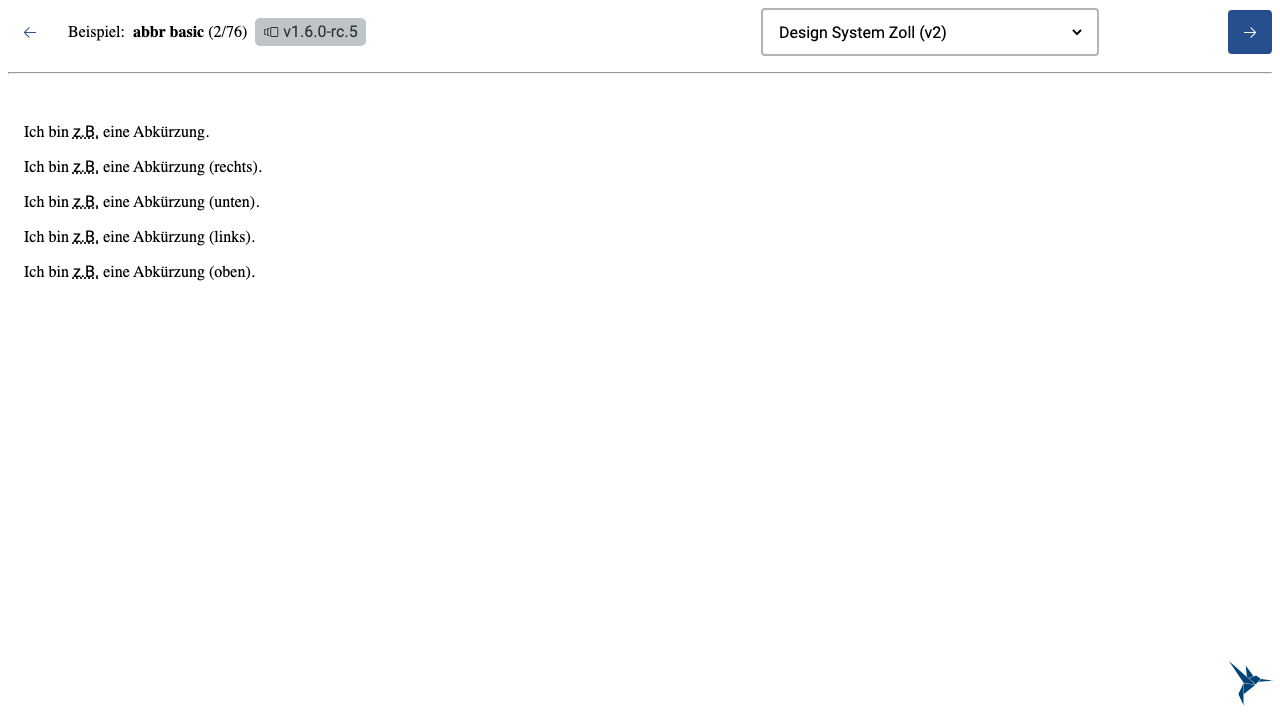 Beispiel: abbr basic (2/76) v1.6.0-rc.5 Design System Zoll (v2)
Ich bin z.B. eine Abkürzung.
Ich bin z.B. eine Abkürzung (rechts).
Ich bin z.B. eine Abkürzung (unten).
Ich bin z.B. eine Abkürzung (links).
Ich bin z.B. eine Abkürzung (oben).